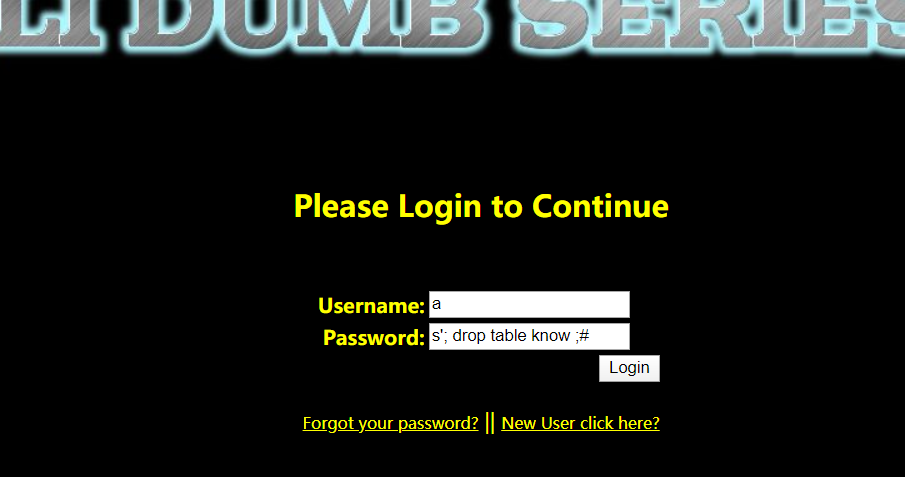 LI DUMB SERIES
Please Login to Continue
Username: a
Password: s'; drop table know ;#
Login
Forgot your password? || New User click here?